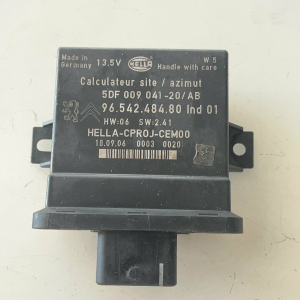 Made in Germany 13.5V HELLA W 5 Handle with care
Calculateur site / azimut
5DF 009 041-20/AB
96.542.484.80 Ind 01
HW-06 SW-2.41
HELLA-CPROJ-CEM00
18.09.06 0003 0020